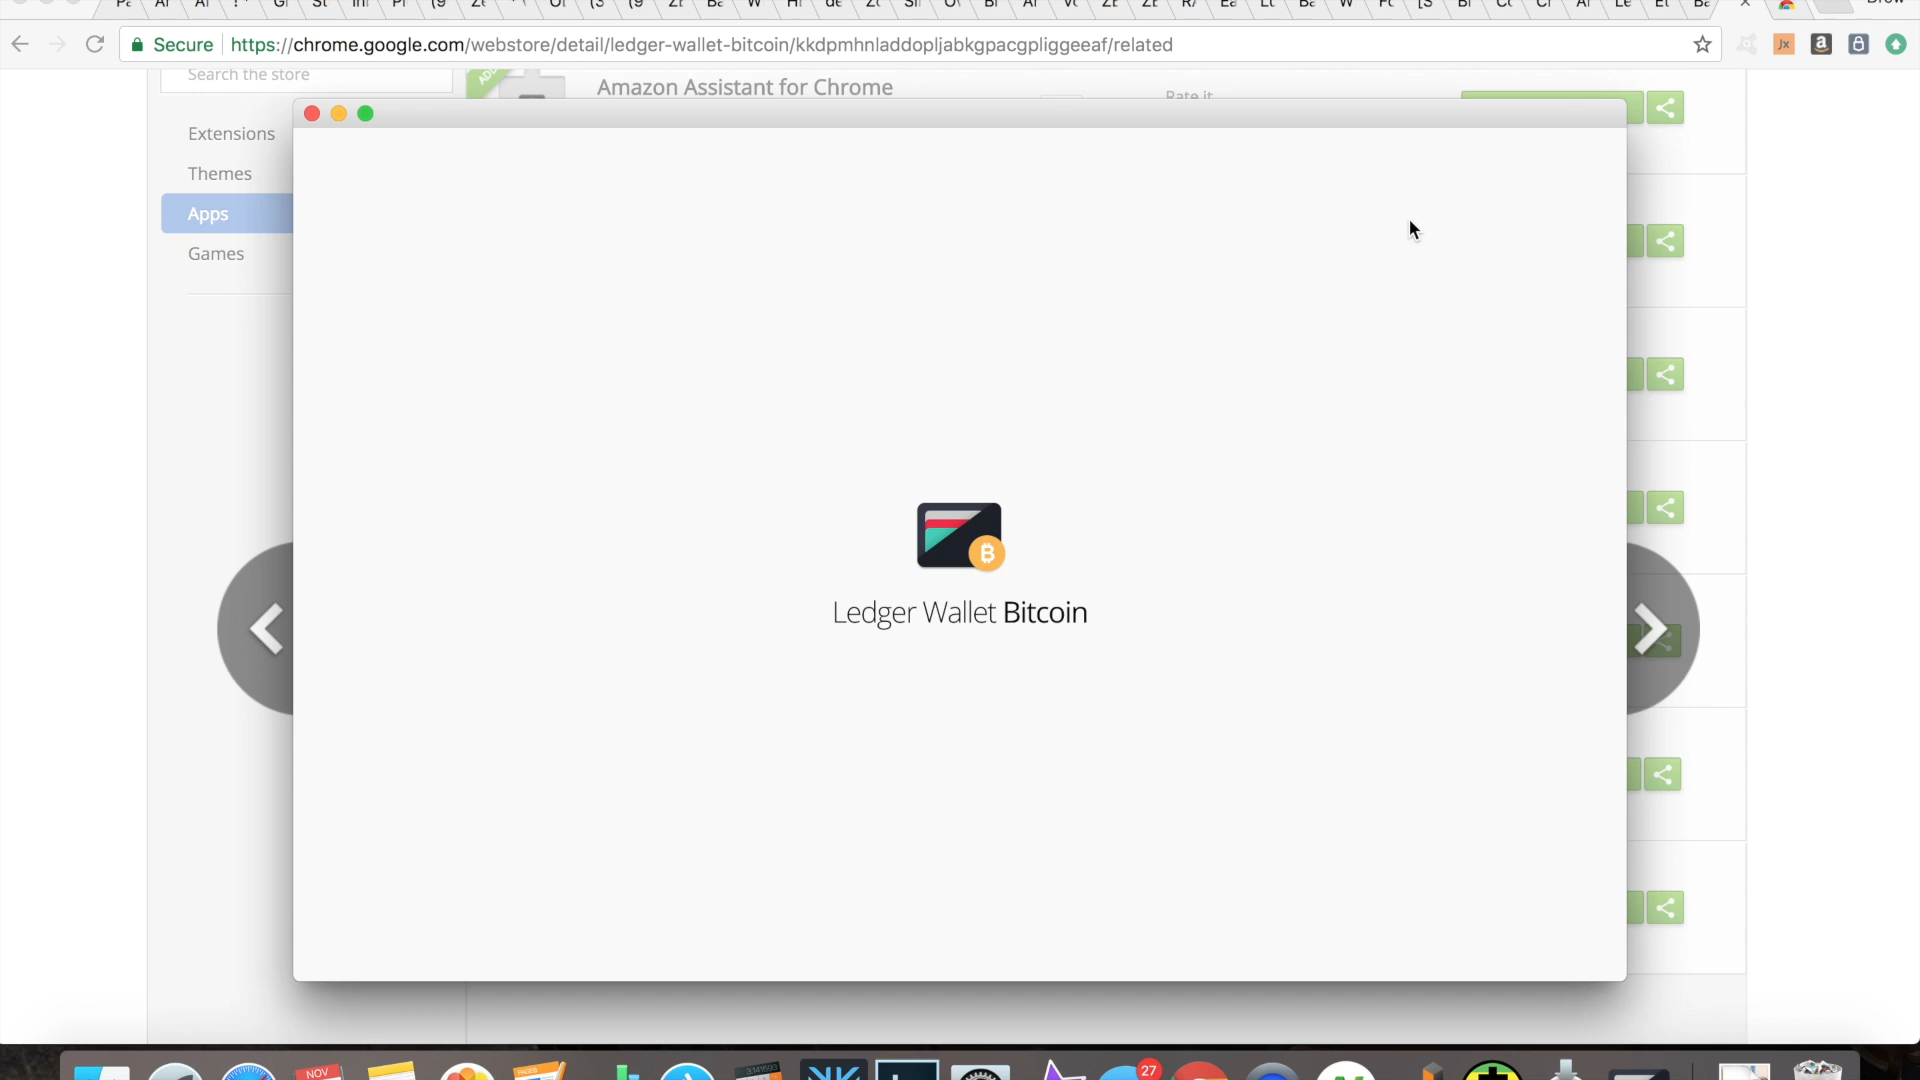 Secure https://chrome.google.com/webstore/detail/ledger-wallet-bitcoin/kkdpmhnladdopljabkgpacgpliggeeaf/related
Search the store
Amazon Assistant for Chrome
Rate it
Extensions
Themes
Apps
Games
Ledger Wallet Bitcoin
NOV
PAGES
27